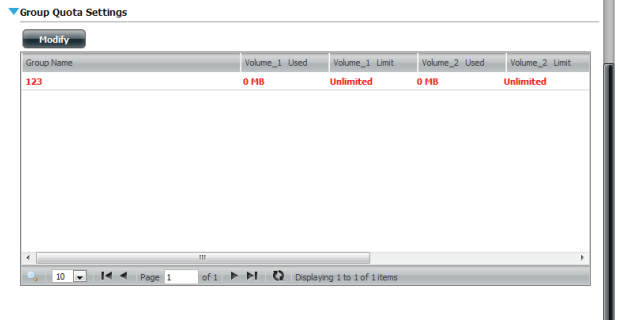 Group Quota Settings
Modify
Group Name Volume_1 Used Volume_1 Limit Volume_2 Used Volume_2 Limit
123 0 MB Unlimited 0 MB Unlimited
10 Page 1 of 1 Displaying 1 to 1 of 1 items